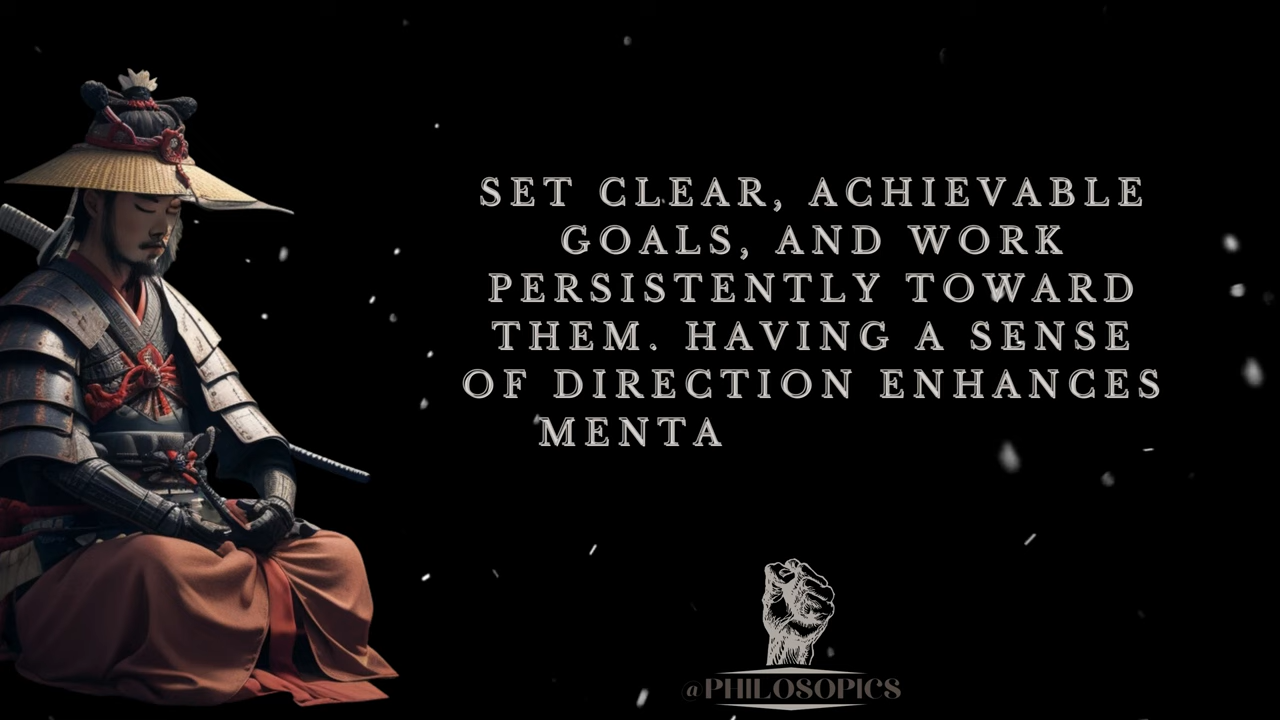 SET CLEAR, ACHIEVABLE
GOALS, AND WORK
PERSISTENTLY TOWARD
THEM. HAVING A SENSE
OF DIRECTION ENHANCES
MENTA
@PHILOSOPICS